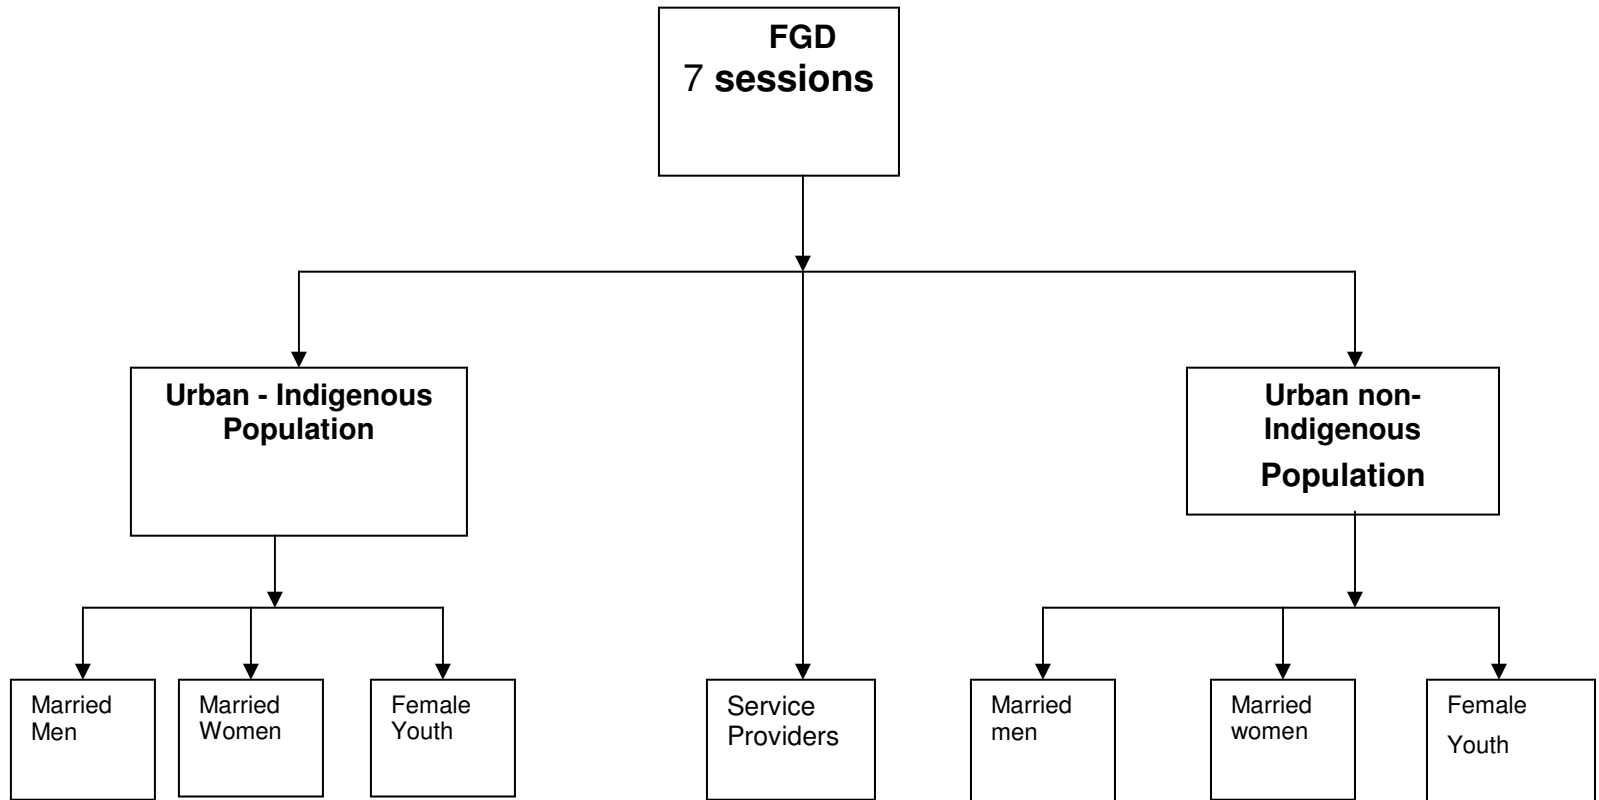 FGD
7 sessions
Urban - Indigenous
Population
Urban non-
Indigenous
Population
Married
Men
Married
Women
Female
Youth
Service
Providers
Married
men
Married
women
Female
Youth